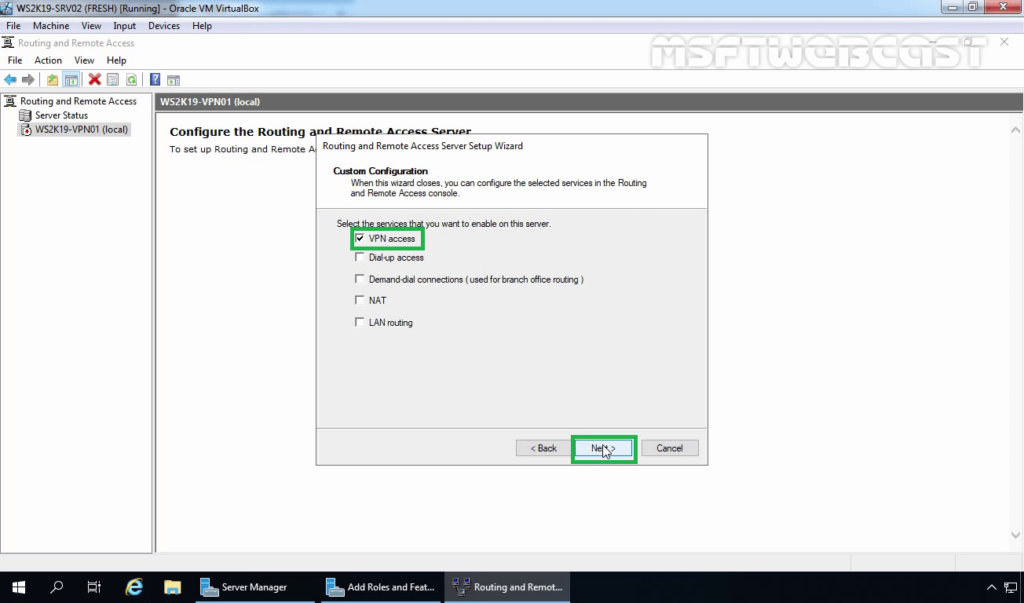 WS2K19-SRV02 (FRESH) [Running] - Oracle VM VirtualBox
File Machine View Input Devices Help
Routing and Remote Access
MSFTWEBCAST
File Action View Help
Routing and Remote Access
Server Status
WS2K19-VPN01 (local)
WS2K19-VPN01 (local)
Configure the Routing and Remote Access Server
To set up Routing and Remote A
Routing and Remote Access Server Setup Wizard
Custom Configuration
When this wizard closes, you can configure the selected services in the Routing
and Remote Access console.
Select the services that you want to enable on this server.
VPN access
Dial-up access
Demand-dial connections (used for branch office routing )
NAT
LAN routing
< Back
Next >
Cancel
Server Manager
Add Roles and Feat...
Routing and Remot...